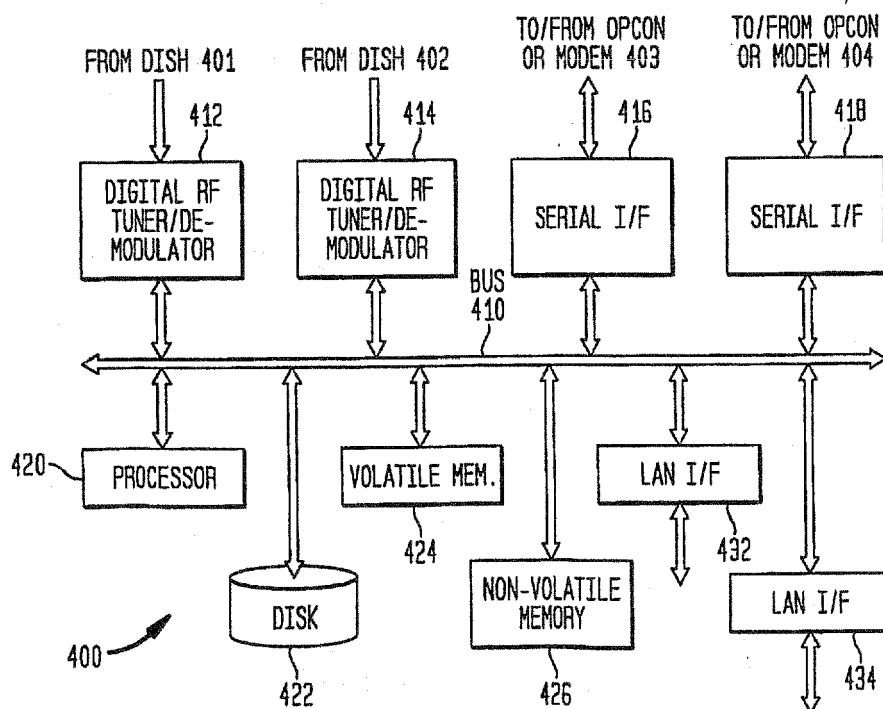 FROM DISH 401
FROM DISH 402
TO/FROM OPCON
OR MODEM 403
TO/FROM OPCON
OR MODEM 404
412
414
416
418
DIGITAL RF
TUNER/DE-
MODULATOR
DIGITAL RF
TUNER/DE-
MODULATOR
SERIAL I/F
SERIAL I/F
BUS
410
420
PROCESSOR
VOLATILE MEM.
LAN I/F
424
432
DISK
NON-VOLATILE
MEMORY
LAN I/F
400
422
426
434